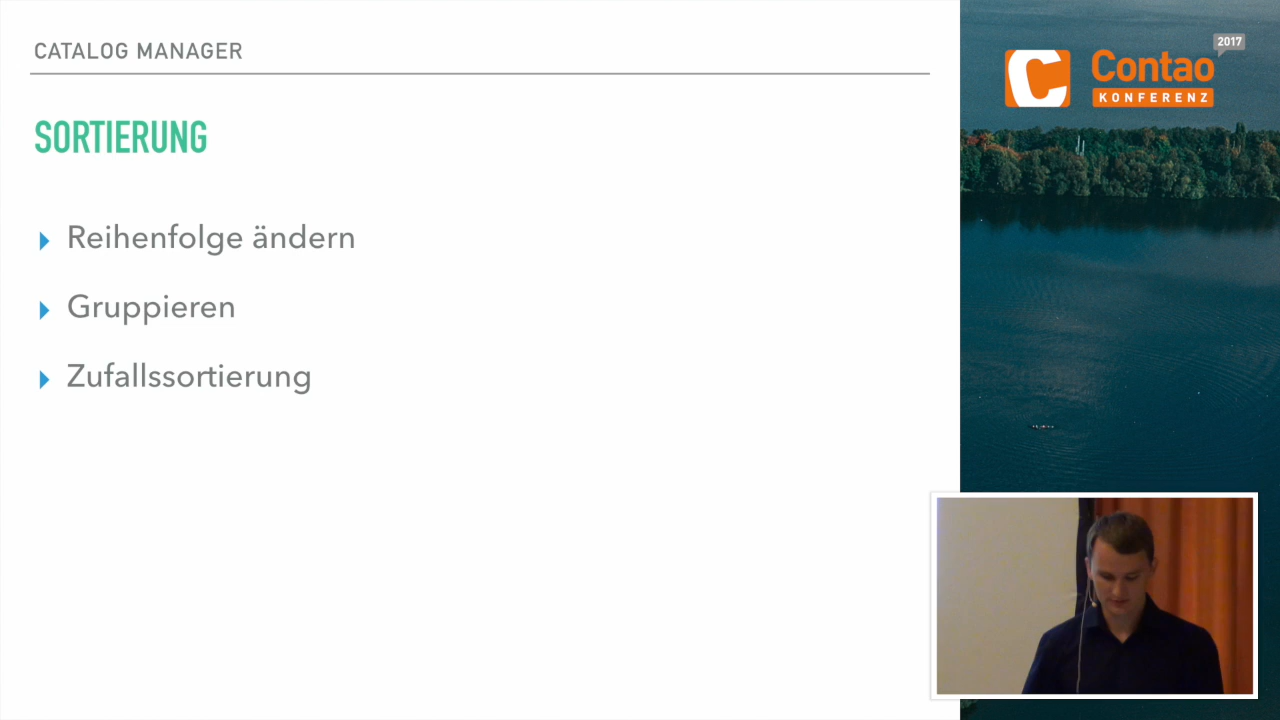 CATALOG MANAGER
SORTIERUNG
Reihenfolge ändern
Gruppieren
Zufallssortierung
2017
Contao
KONFERENZ